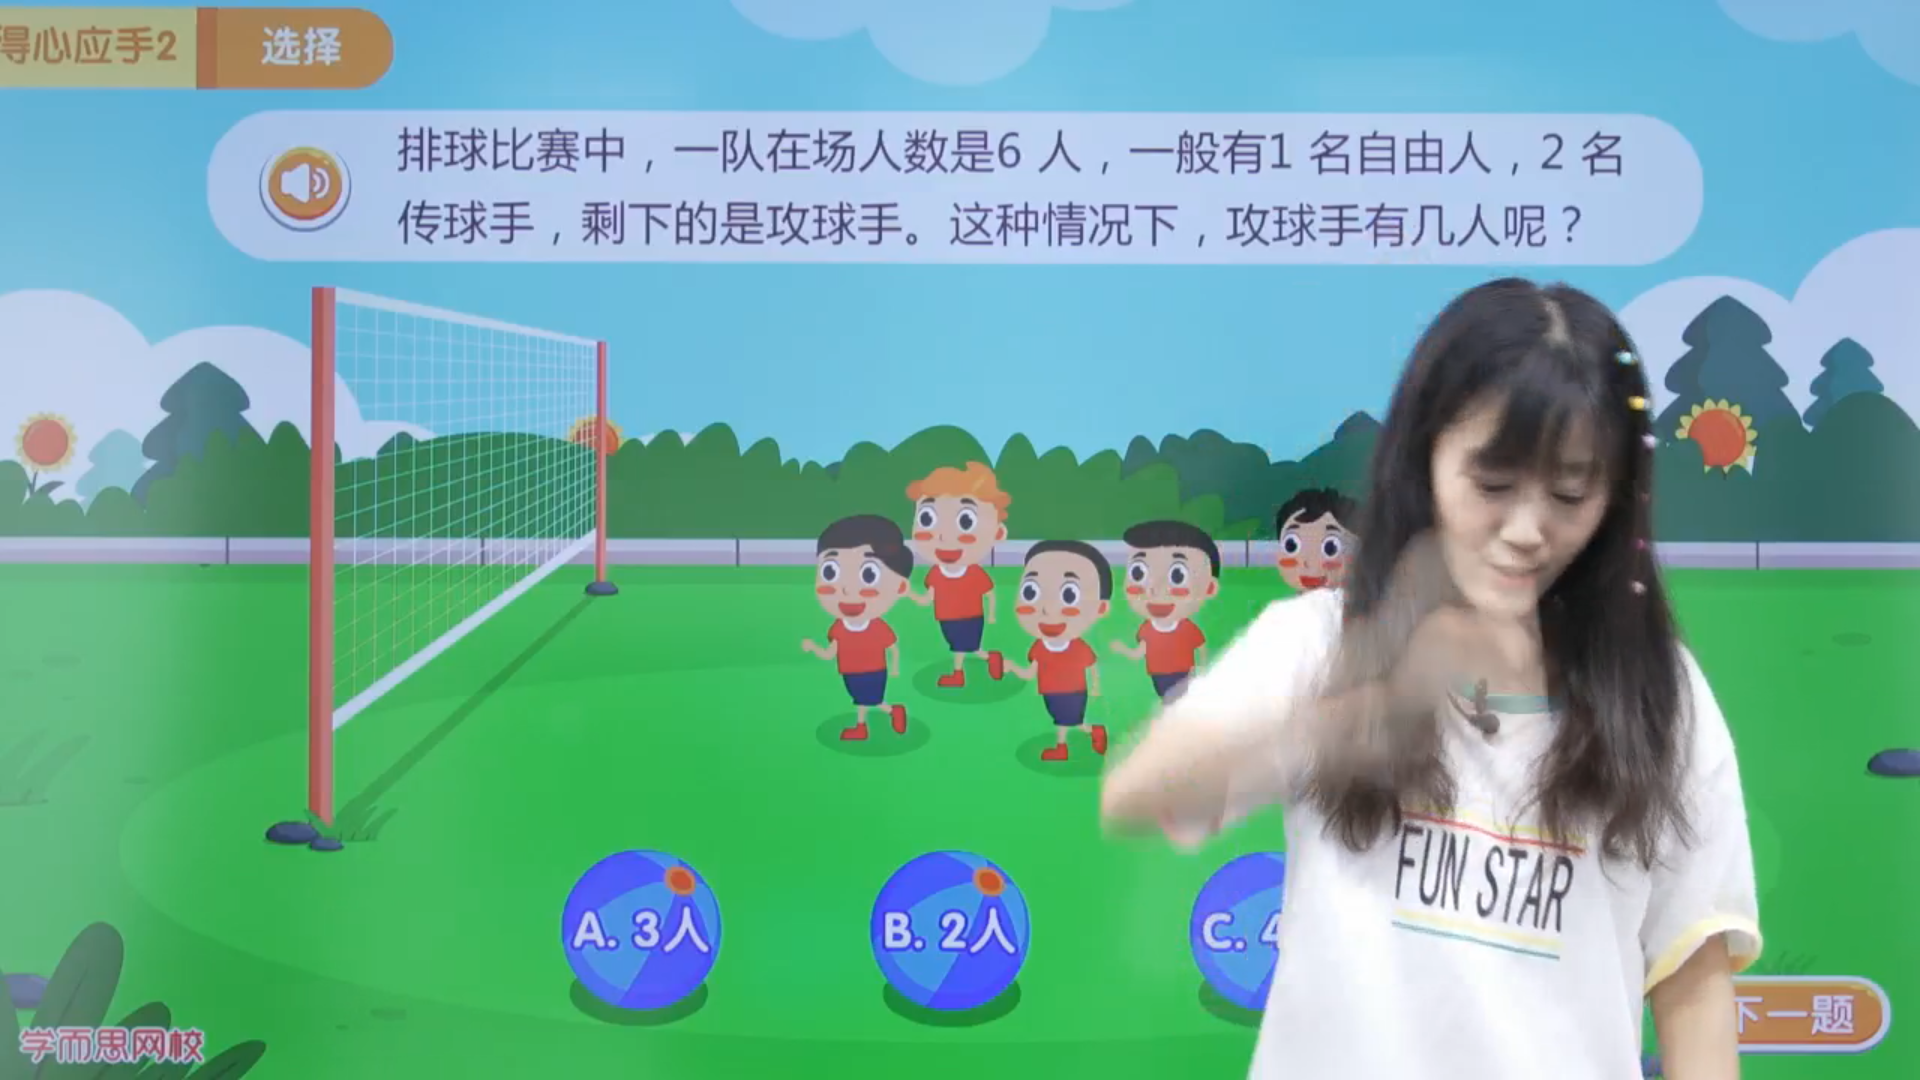 得心应手2
选择
排球比赛中，一队在场人数是6 人，一般有1 名自由人，2 名
传球手，剩下的是攻球手。这种情况下，攻球手有几人呢？
FUN STAR
A. 3人
B. 2人
C. 4
下一题
学而思网校